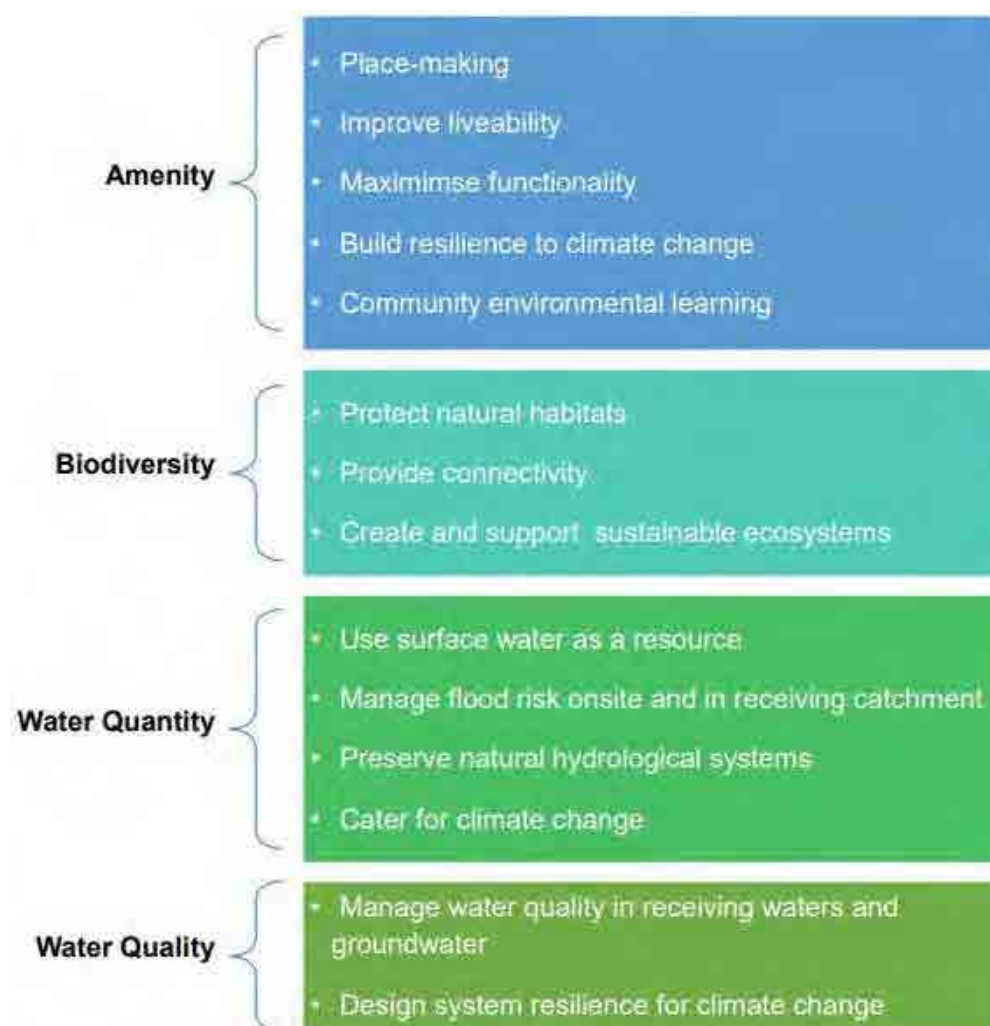 Amenity
• Place-making
• Improve liveability
• Maximimse functionality
• Build resilience to climate change
• Community environmental learning
Biodiversity
• Protect natural habitats
• Provide connectivity
• Create and support sustainable ecosystems
Water Quantity
• Use surface water as a resource
• Manage flood risk onsite and in receiving catchment
• Preserve natural hydrological systems
• Cater for climate change
Water Quality
• Manage water quality in receiving waters and
groundwater
• Design system resilience for climate change